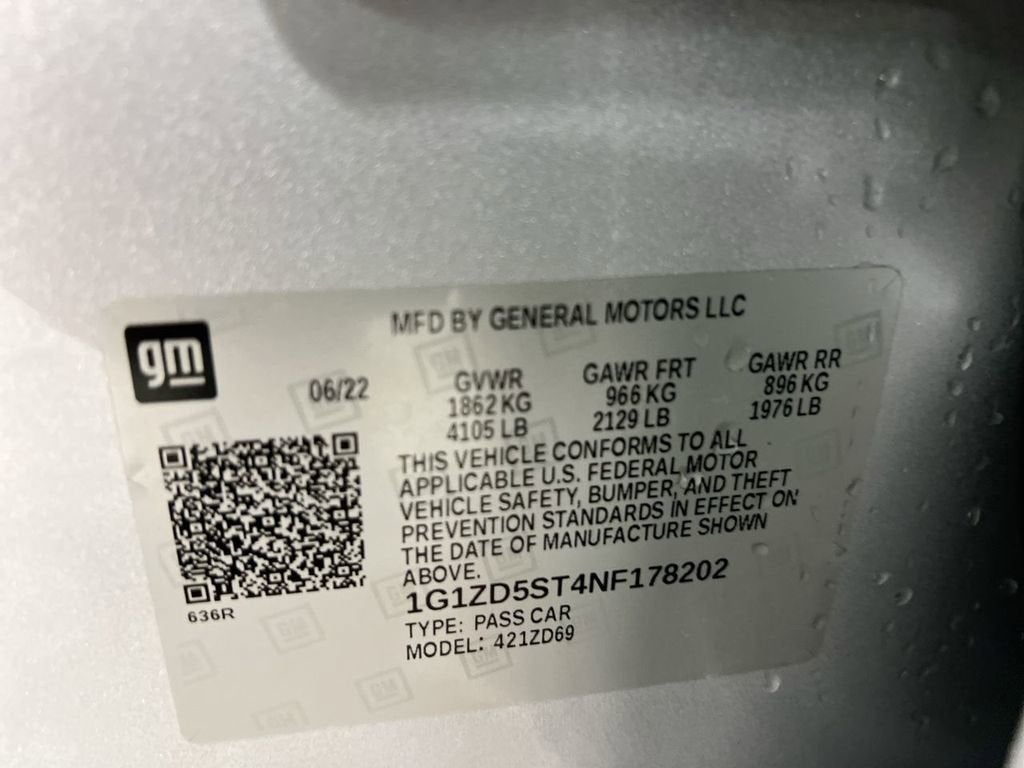 MFD BY GENERAL MOTORS LLC
gm
06/22
GVWR
1862 KG
4105 LB
GAWR FRT
966 KG
2129 LB
GAWR RR
896 KG
1976 LB
THIS VEHICLE CONFORMS TO ALL
APPLICABLE U.S. FEDERAL MOTOR
VEHICLE SAFETY, BUMPER, AND THEFT
PREVENTION STANDARDS IN EFFECT ON
THE DATE OF MANUFACTURE SHOWN
ABOVE.
1G1ZD5ST4NF178202
TYPE: PASS CAR
MODEL: 421ZD69
636R